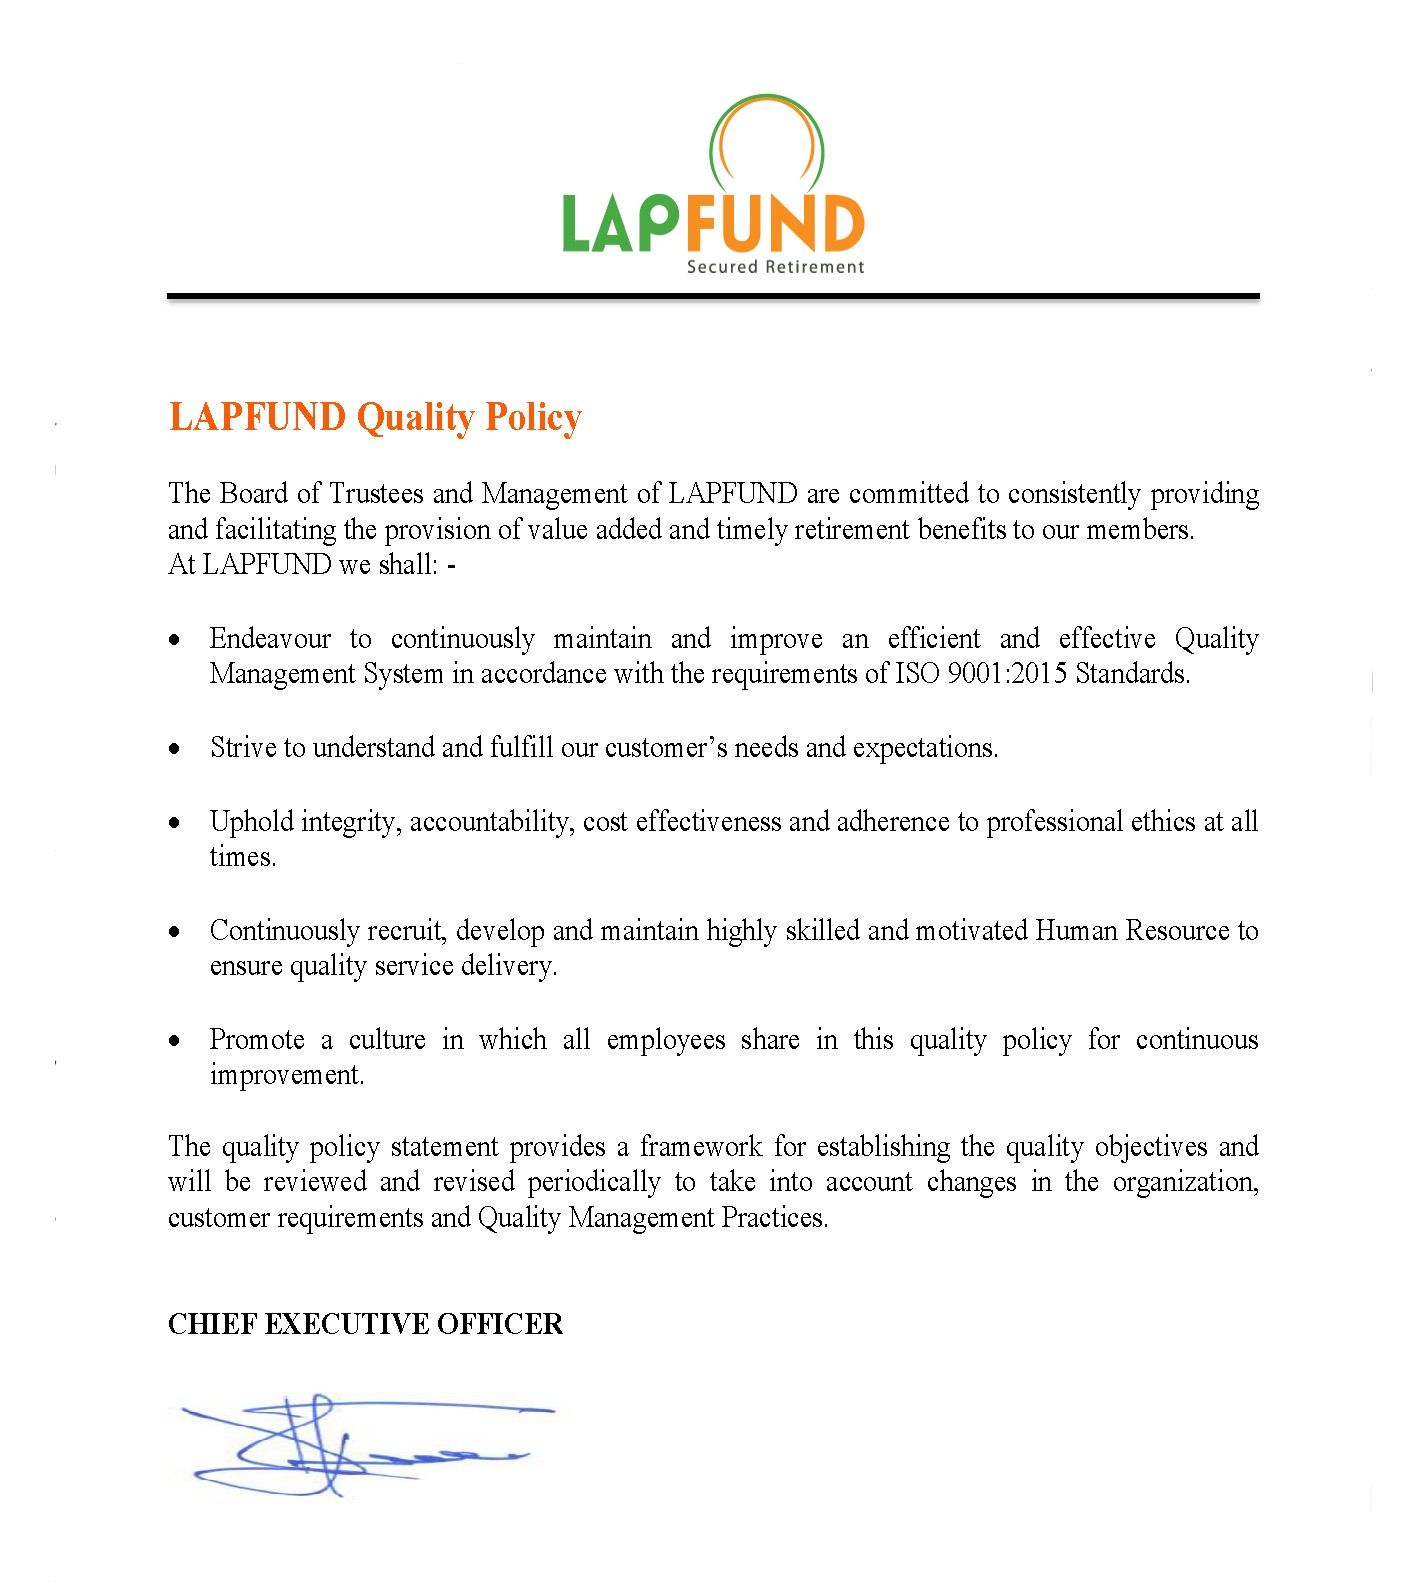 LAPFUND
Secured Retirement
LAPFUND Quality Policy
The Board of Trustees and Management of LAPFUND are committed to consistently providing
and facilitating the provision of value added and timely retirement benefits to our members.
At LAPFUND we shall: -
• Endeavour to continuously maintain and improve an efficient and effective Quality
Management System in accordance with the requirements of ISO 9001:2015 Standards.
• Strive to understand and fulfill our customer’s needs and expectations.
• Uphold integrity, accountability, cost effectiveness and adherence to professional ethics at all
times.
• Continuously recruit, develop and maintain highly skilled and motivated Human Resource to
ensure quality service delivery.
• Promote a culture in which all employees share in this quality policy for continuous
improvement.
The quality policy statement provides a framework for establishing the quality objectives and
will be reviewed and revised periodically to take into account changes in the organization,
customer requirements and Quality Management Practices.
CHIEF EXECUTIVE OFFICER